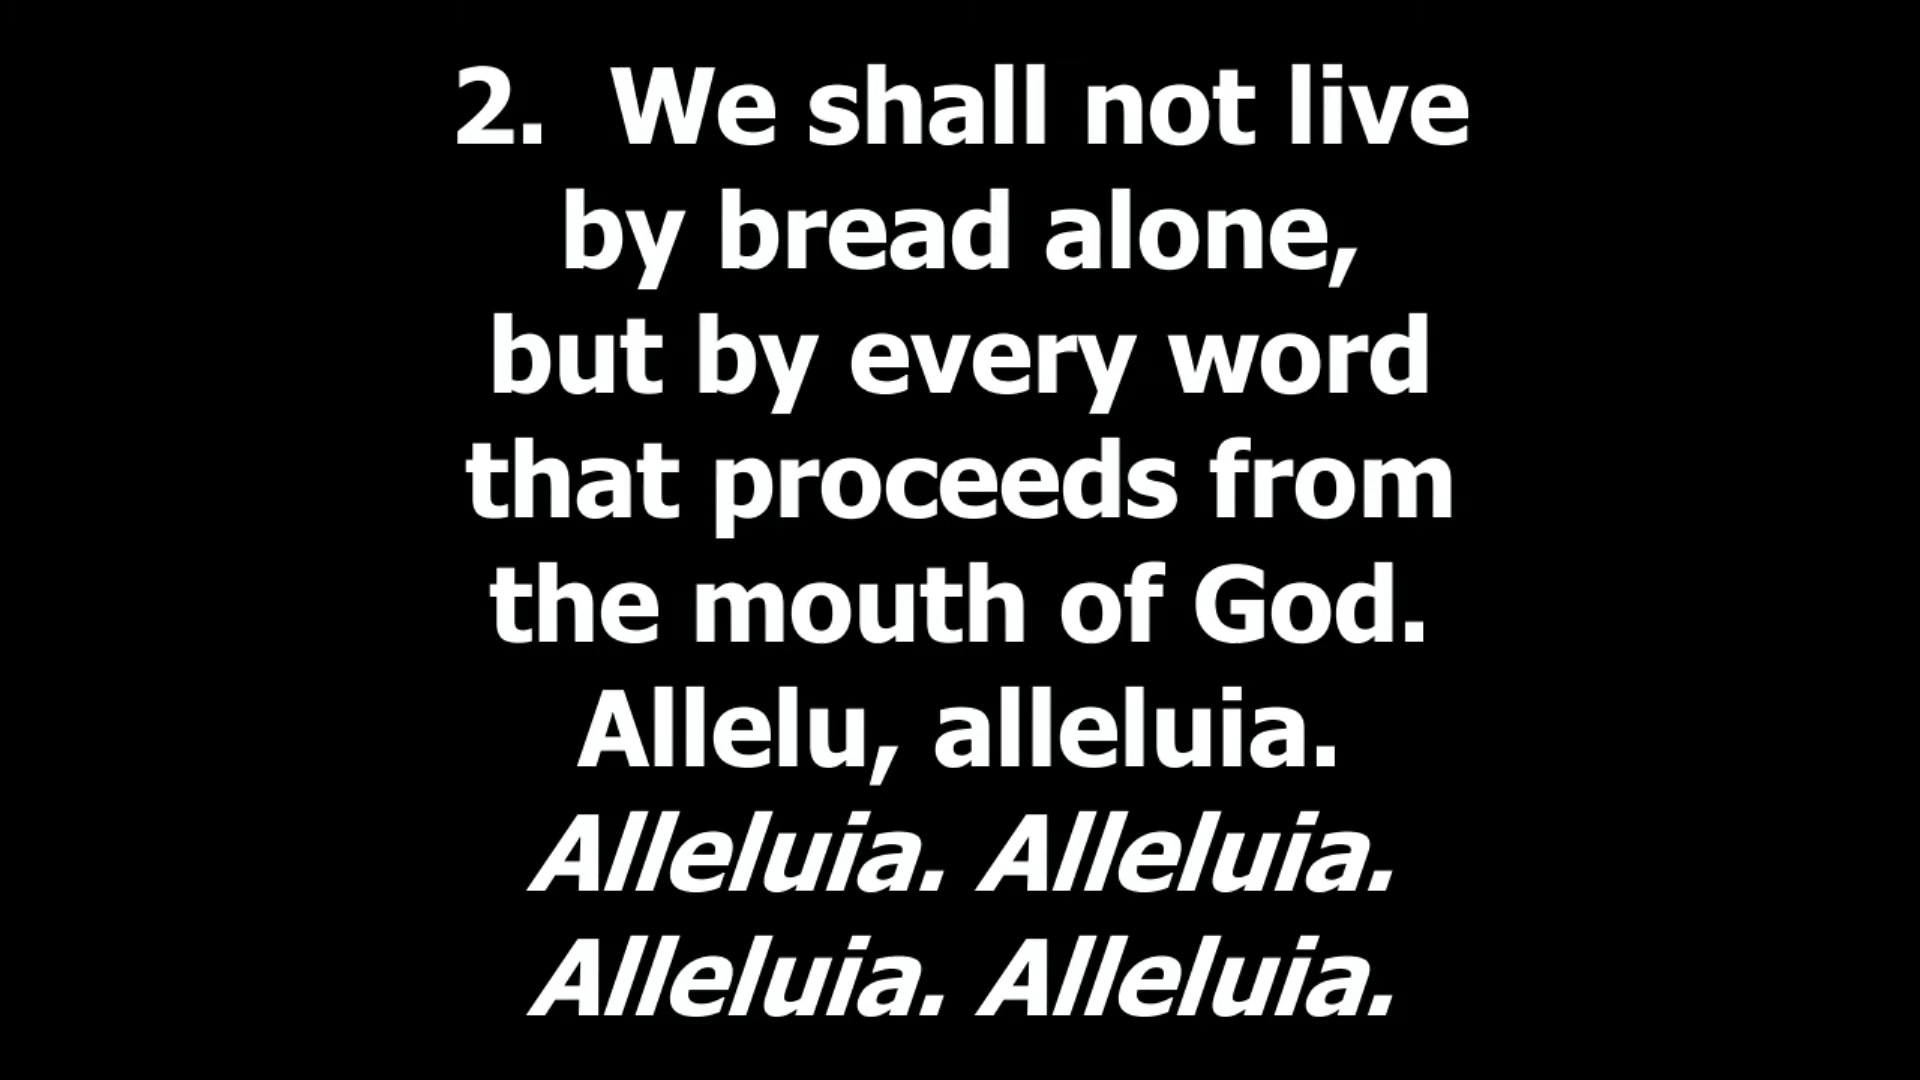 2. We shall not live
by bread alone,
but by every word
that proceeds from
the mouth of God.
Allelu, alleluia.
Alleluia. Alleluia.
Alleluia. Alleluia.